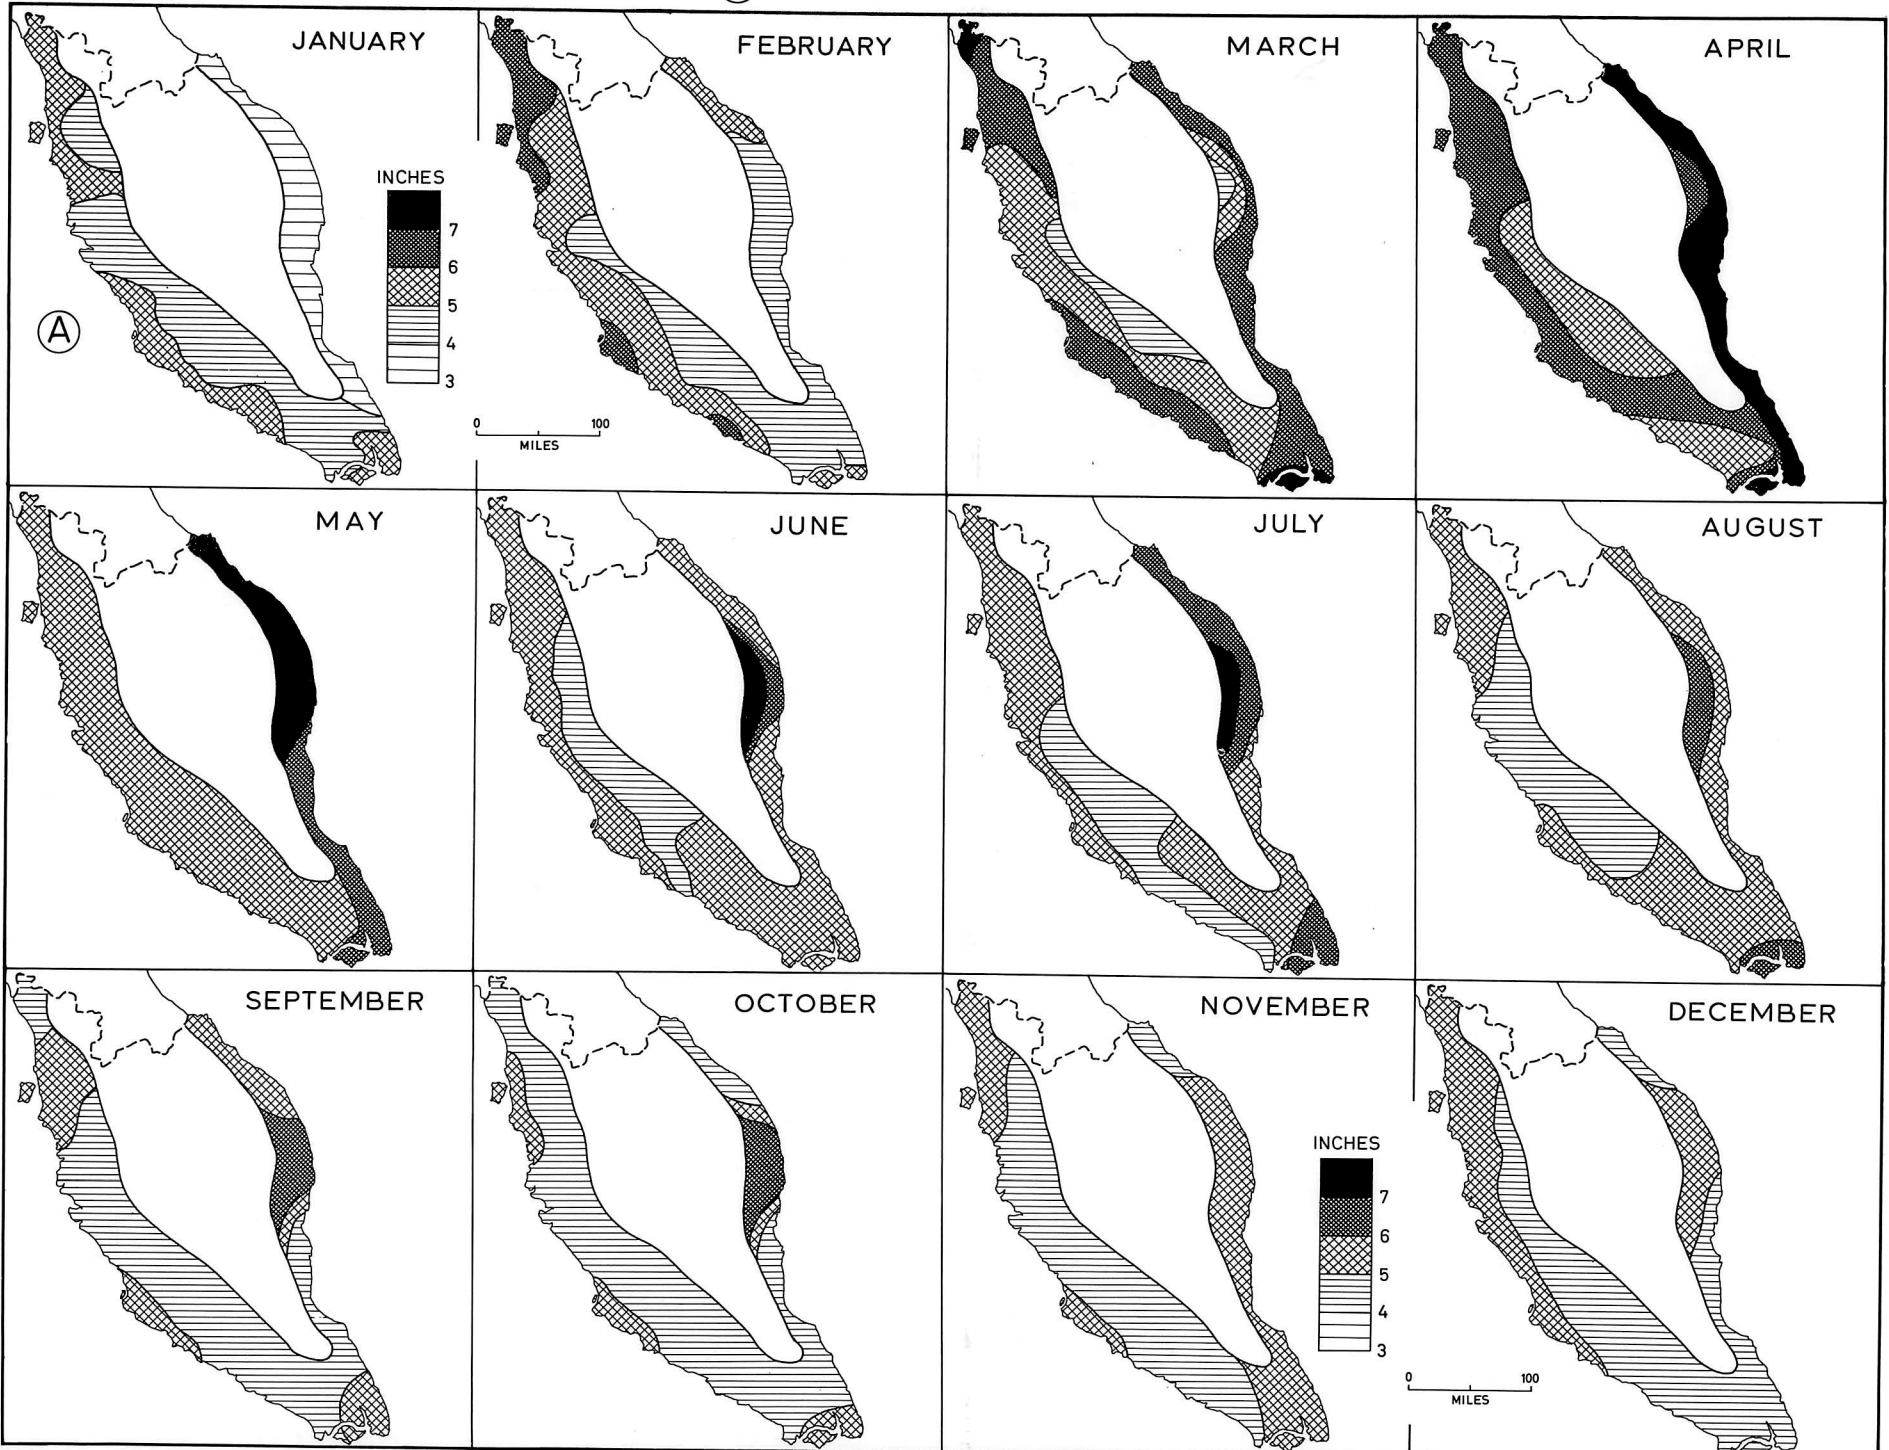 JANUARY
FEBRUARY
MARCH
APRIL
INCHES
7
6
5
4
3
A
0 100
MILES
MAY
JUNE
JULY
AUGUST
SEPTEMBER
OCTOBER
NOVEMBER
DECEMBER
INCHES
7
6
5
4
3
0 100
MILES